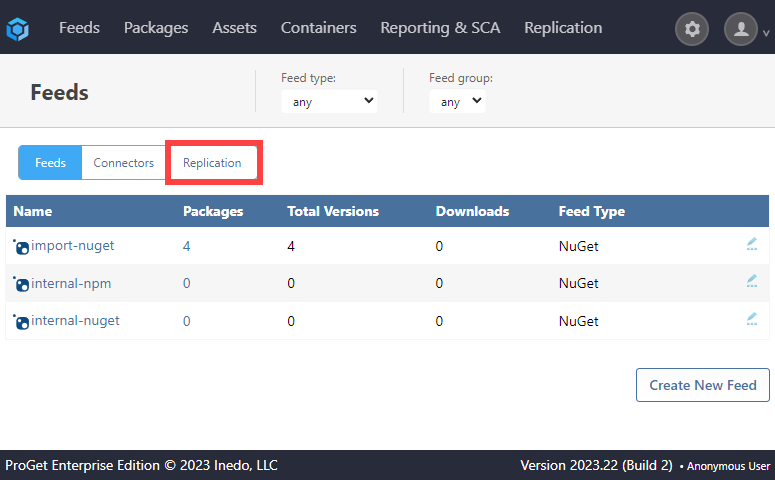 Feeds Packages Assets Containers Reporting & SCA Replication
Feeds
Feed type:
any
Feed group:
any
Feeds Connectors Replication
Name Packages Total Versions Downloads Feed Type
import-nuget 4 4 0 NuGet
internal-npm 0 0 0 NuGet
internal-nuget 0 0 0 NuGet
Create New Feed
ProGet Enterprise Edition © 2023 Inedo, LLC Version 2023.22 (Build 2) • Anonymous User